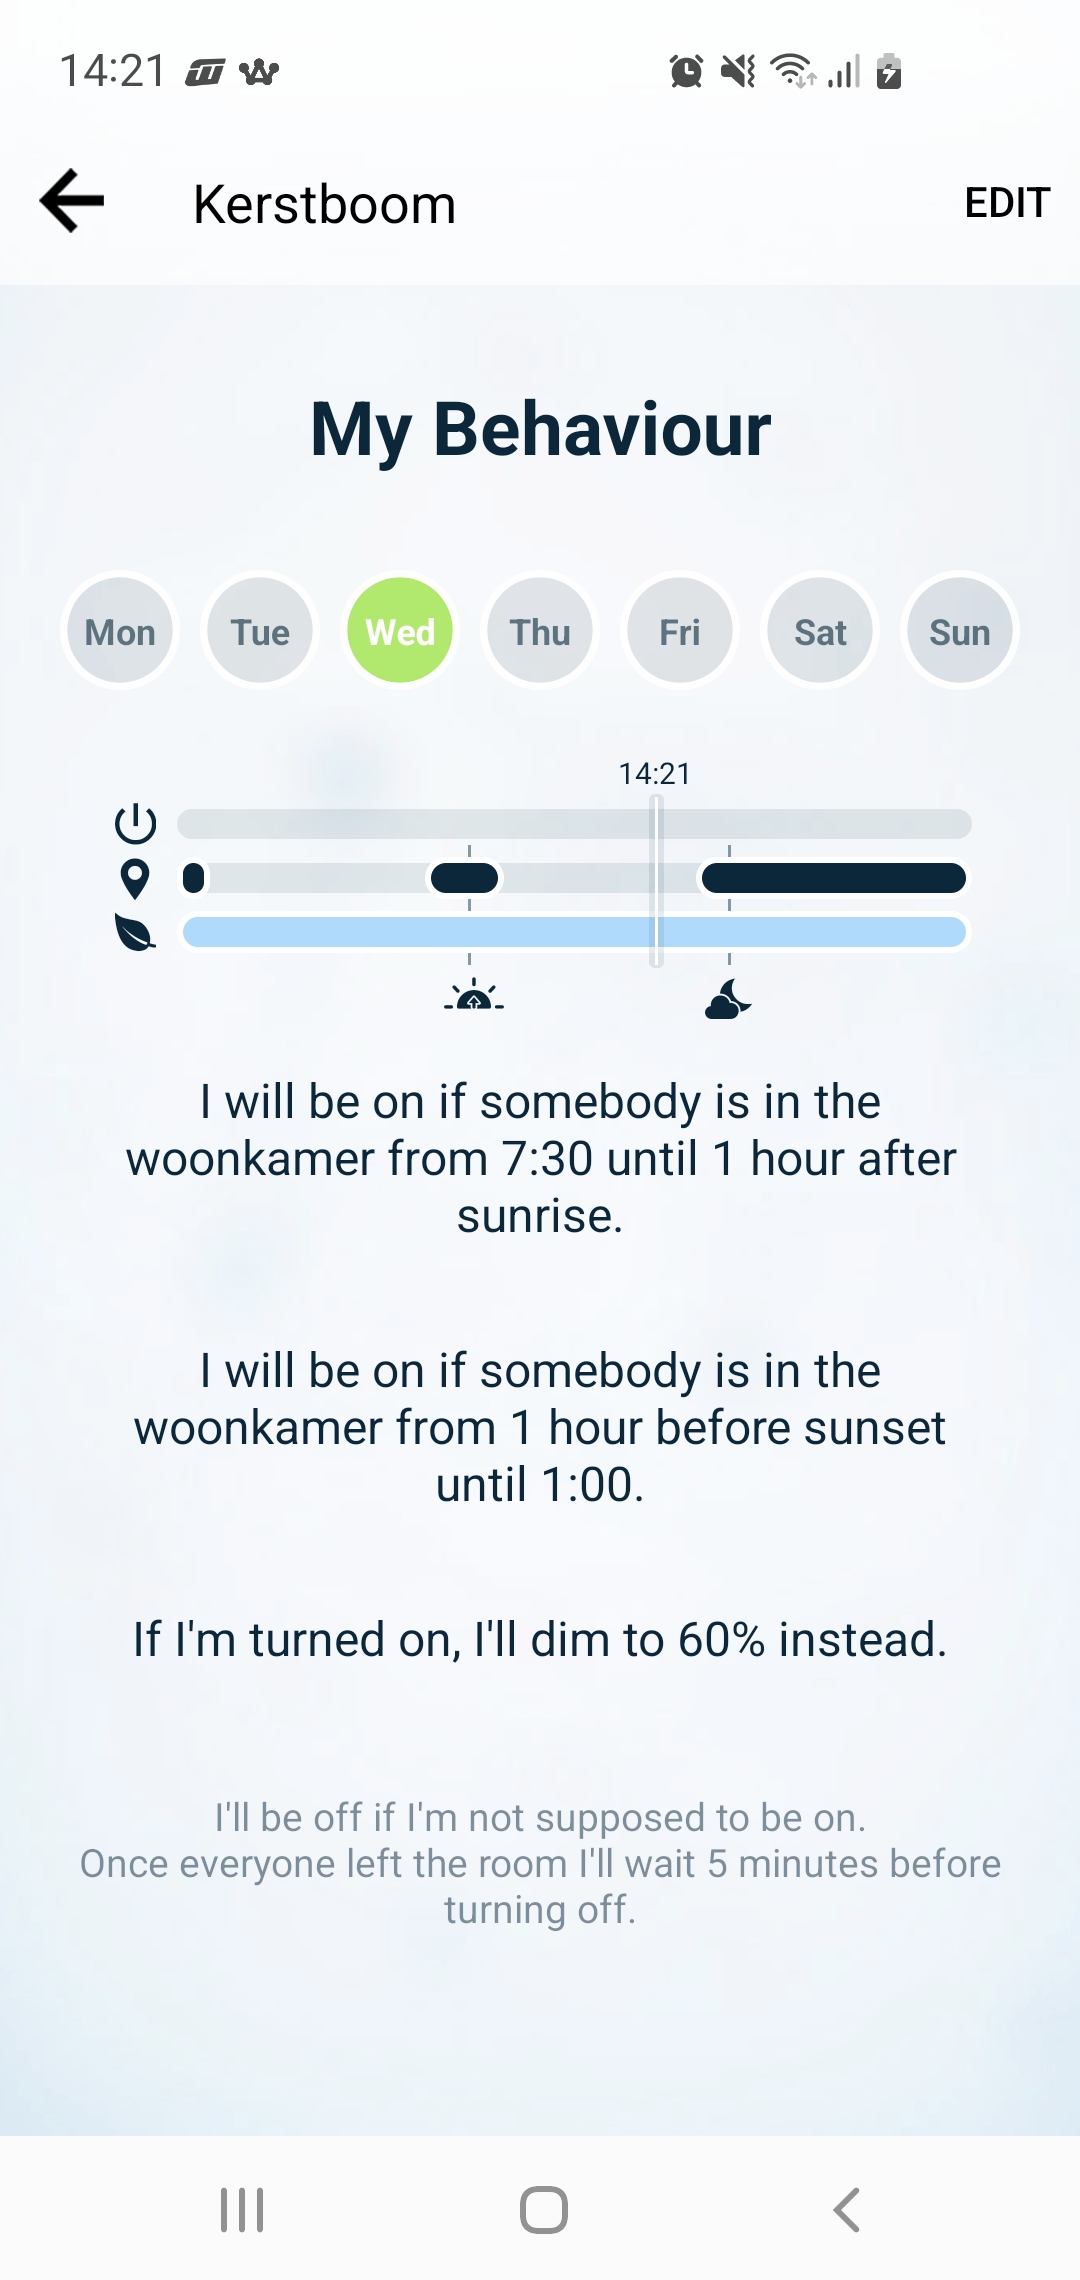 14:21
Kerstboom
EDIT
My Behaviour
Mon Tue Wed Thu Fri Sat Sun
14:21
I will be on if somebody is in the
woonkamer from 7:30 until 1 hour after
sunrise.
I will be on if somebody is in the
woonkamer from 1 hour before sunset
until 1:00.
If I'm turned on, I'll dim to 60% instead.
I'll be off if I'm not supposed to be on.
Once everyone left the room I'll wait 5 minutes before
turning off.